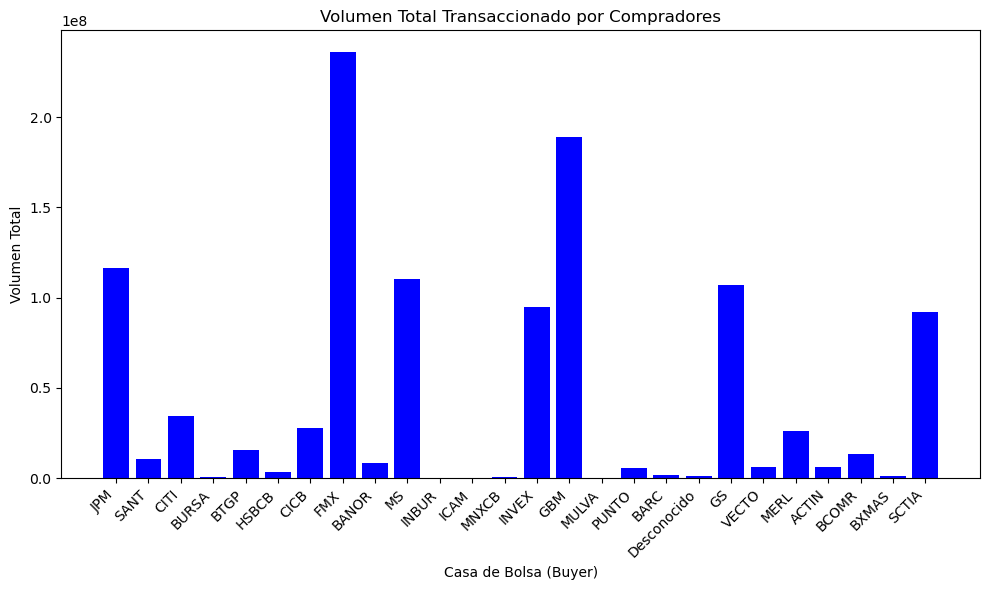 Volumen Total Transaccionado por Compradores
1e8
Volumen Total
2.0
1.5
1.0
0.5
0.0
JPM
SANT
CITI
BURSA
BTGP
HSBCB
CICB
FMX
BANOR
MS
INBUR
ICAM
MNXCB
INVEX
GBM
MULVA
PUNTO
BARC
Desconocido
GS
VECTO
MERL
ACTIN
BCOMR
BXMAS
SCTIA
Casa de Bolsa (Buyer)